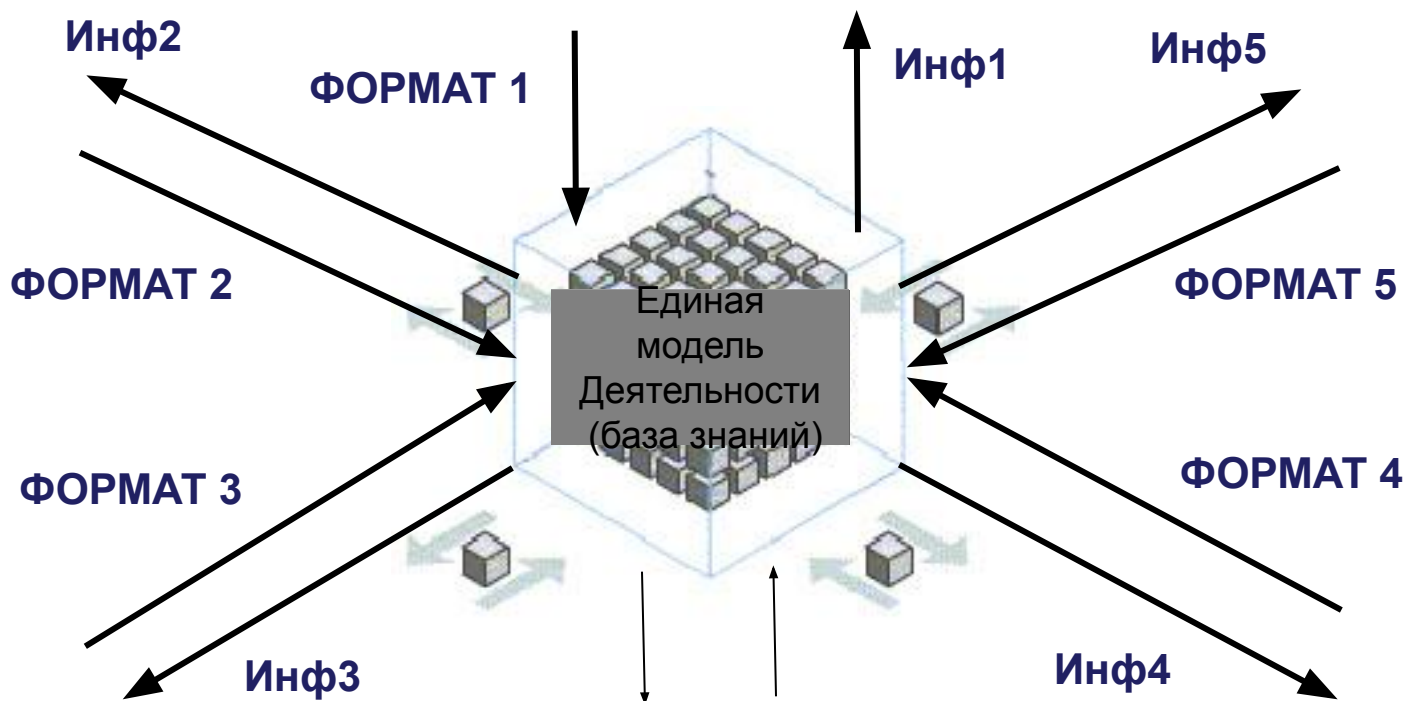 Инф2
ФОРМАТ 1
Инф1
Инф5
ФОРМАТ 2
ФОРМАТ 5
Единая
модель
Деятельности
(база знаний)
ФОРМАТ 3
ФОРМАТ 4
Инф3
Инф4